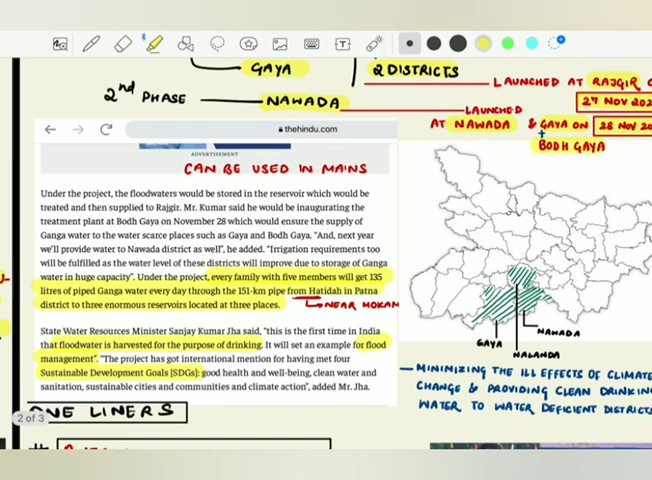 GAYA
2 DISTRICTS
LAUNCHED AT RAJGIR
27 NOV 202
2nd PHASE — NAWADA
LAUNCHED
AT NAWADA & GAYA ON 28 NOV 20
+
BODH GAYA
thehindu.com
ADVERTISEMENT
CAN BE USED IN MAINS
Under the project, the floodwaters would be stored in the reservoir which would be
treated and then supplied to Rajgir. Mr. Kumar said he would be inaugurating the
treatment plant at Bodh Gaya on November 28 which would ensure the supply of
Ganga water to the water scarce places such as Gaya and Bodh Gaya. "And, next year
we'll provide water to Nawada district as well", he added. "Irrigation requirements too
will be fulfilled as the water level of these districts will improve due to storage of Ganga
water in huge capacity". Under the project, every family with five members will get 135
litres of piped Ganga water every day through the 151-km pipe from Hatidah in Patna
district to three enormous reservoirs located at three places.
NEAR MOKAM
State Water Resources Minister Sanjay Kumar Jha said, "this is the first time in India
that floodwater is harvested for the purpose of drinking. It will set an example for flood
management". "The project has got international mention for having met four
Sustainable Development Goals [SDGs]: good health and well-being, clean water and
sanitation, sustainable cities and communities and climate action", added Mr. Jha.
GAYA
NALANDA
NAWADA
— MINIMIZING THE ILL EFFECTS OF CLIMATE
CHANGE & PROVIDING CLEAN DRINKING
WATER TO WATER DEFICIENT DISTRICTS
2 of 3
ONE LINERS